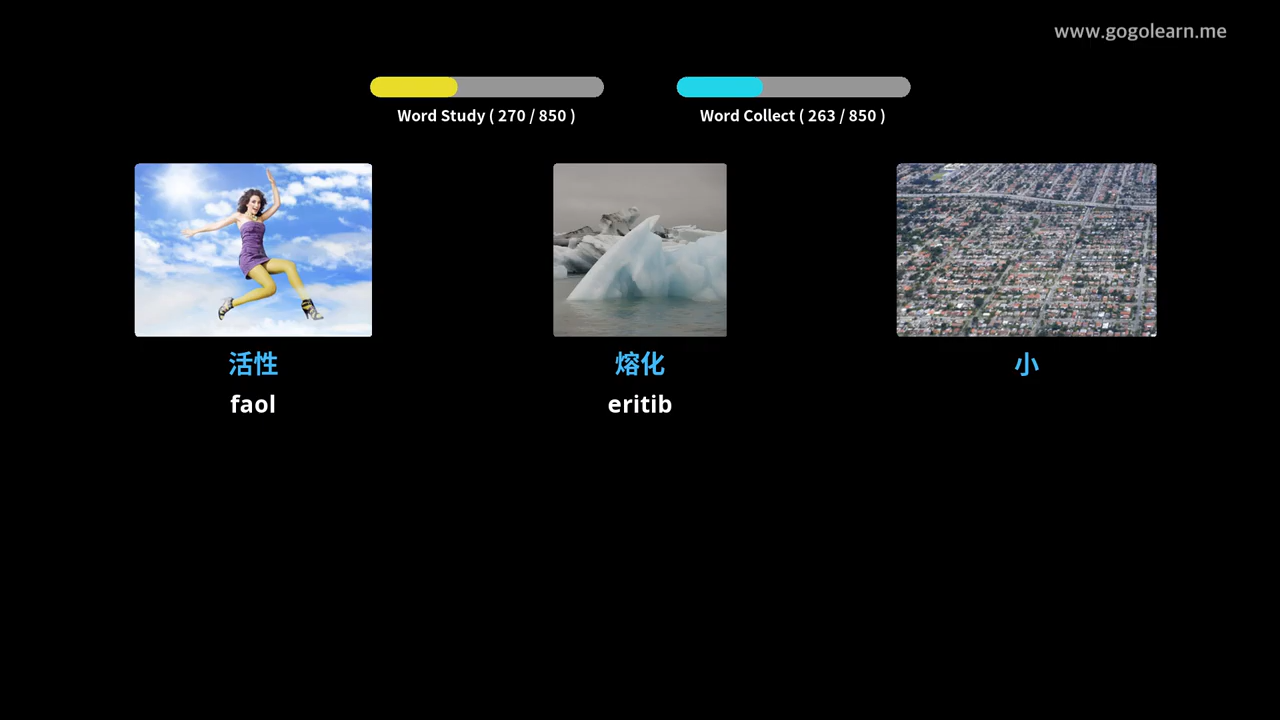 www.gogolearn.me
Word Study ( 270 / 850 )
Word Collect ( 263 / 850 )
活性
熔化
小
faol
eritib